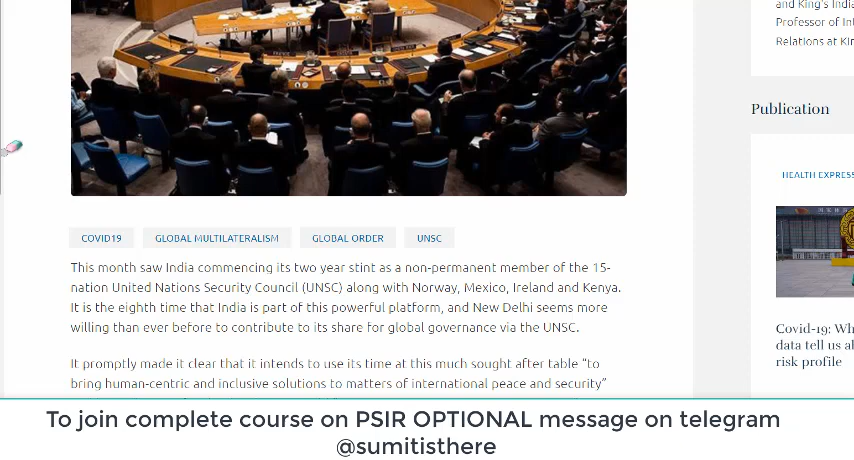 and King's India
Professor of Int
Relations at Kin
Publication
HEALTH EXPRESS
Covid-19: Wh
data tell us al
risk profile
COVID19
GLOBAL MULTILATERALISM
GLOBAL ORDER
UNSC
This month saw India commencing its two year stint as a non-permanent member of the 15-
nation United Nations Security Council (UNSC) along with Norway, Mexico, Ireland and Kenya.
It is the eighth time that India is part of this powerful platform, and New Delhi seems more
willing than ever before to contribute to its share for global governance via the UNSC.
It promptly made it clear that it intends to use its time at this much sought after table “to
bring human-centric and inclusive solutions to matters of international peace and security”
To join complete course on PSIR OPTIONAL message on telegram
@sumitisthere